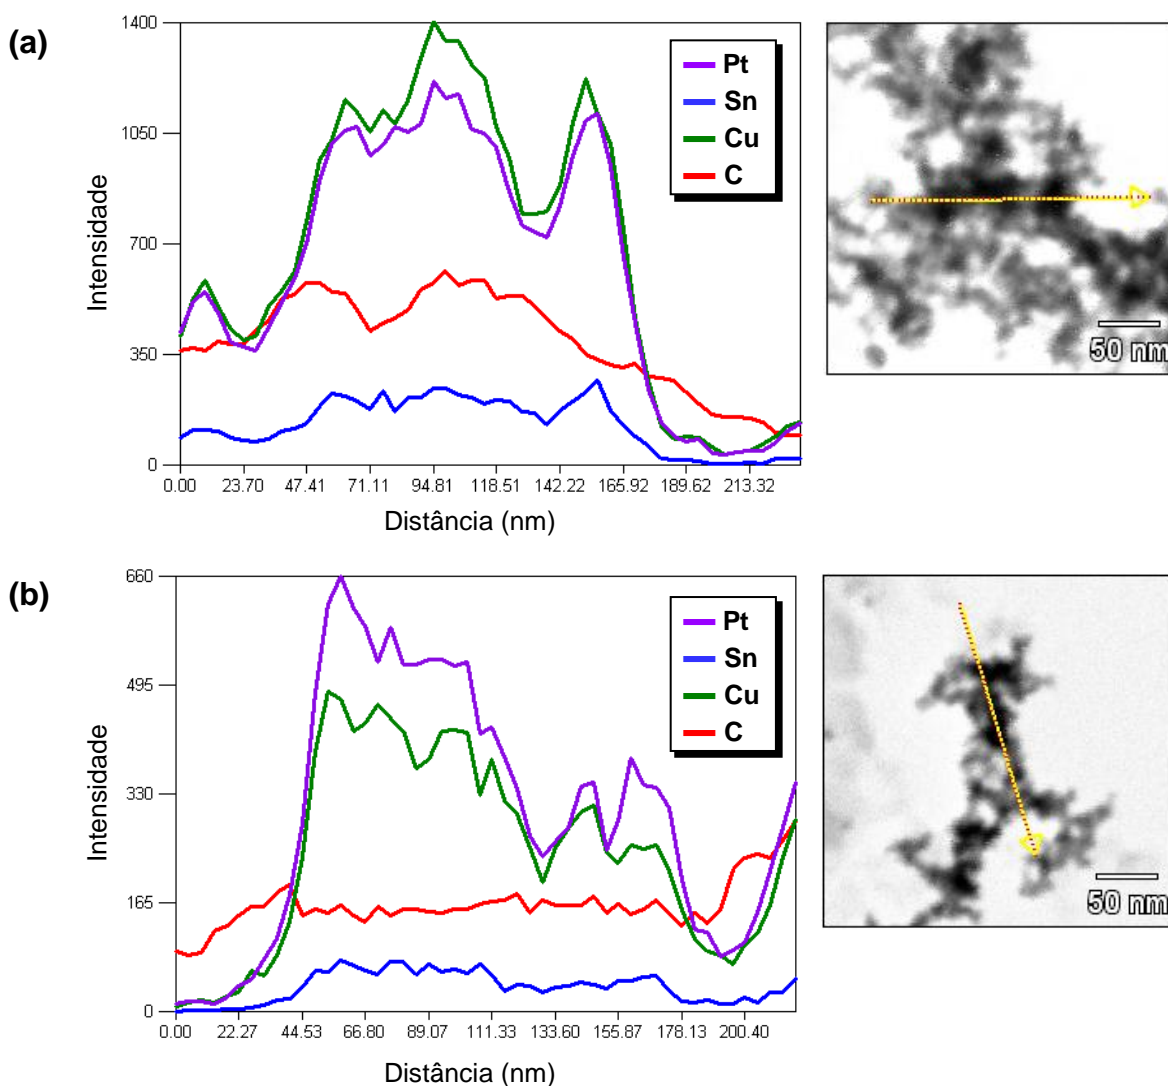 (a)
Intensidade
1400
1050
700
350
0
0.00 23.70 47.41 71.11 94.81 118.51 142.22 165.92 189.62 213.32
Distância (nm)
Pt
Sn
Cu
C
50 nm
(b)
Intensidade
660
495
330
165
0
0.00 22.27 44.53 66.80 89.07 111.33 133.60 155.87 178.13 200.40
Distância (nm)
Pt
Sn
Cu
C
50 nm